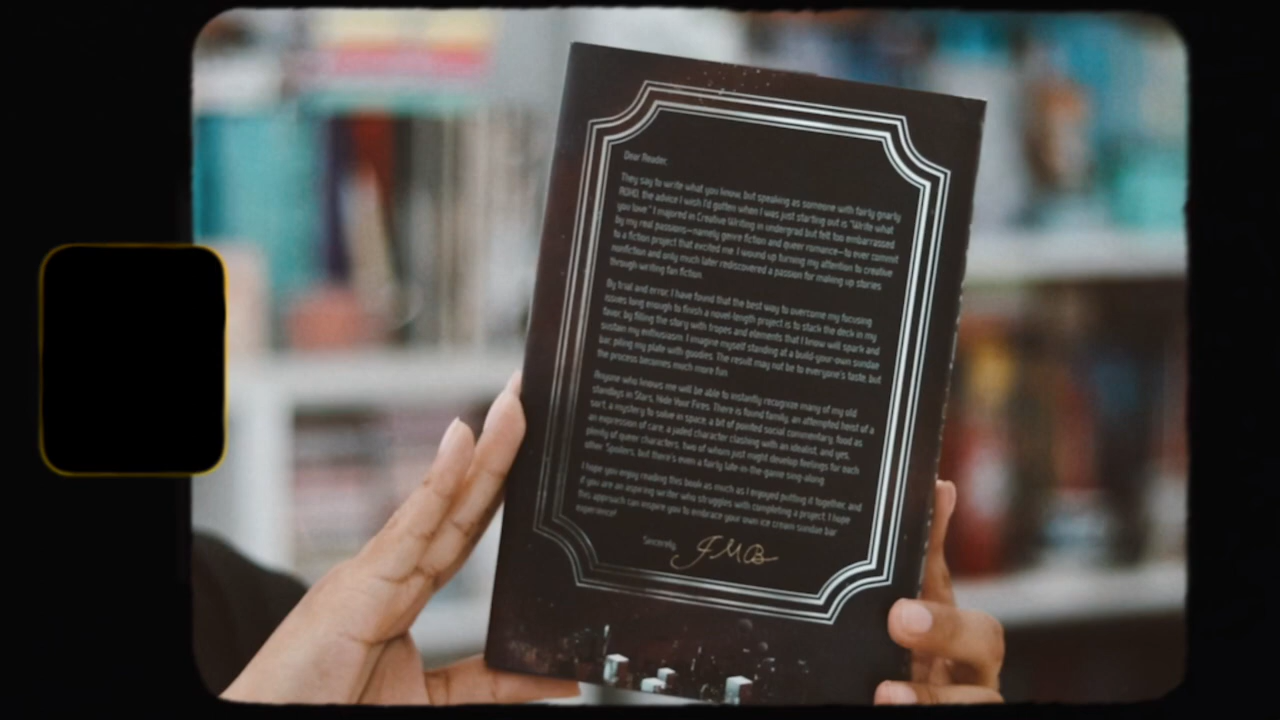 Dear Reader,
They say to write what you know, but speaking as someone with fairly gnarly
ADHD, the advice I wish I'd gotten when I was just starting out is "Write what
you love." I majored in Creative Writing in undergrad but felt too embarrassed
by my real passions—namely genre fiction and queer romance—to ever commit
to a fiction project that excited me. I wound up turning my attention to creative
nonfiction and only much later rediscovered a passion for making up stories
through writing fan fiction.
By trial and error, I have found that the best way to overcome my focusing
issues long enough to finish a novel-length project is to stack the deck in my
favor, by filling the story with tropes and elements that I know will spark and
sustain my enthusiasm. I imagine myself standing at a build-your-own sundae
bar, piling my plate with goodies. The result may not be to everyone's taste, but
the process becomes much more fun.
Anyone who knows me will be able to instantly recognize many of my old
standbys in Stars, Hide Your Fires. There is found family, an attempted heist of a
sort, a mystery to solve in space, a bit of pointed social commentary, food as
an expression of care, a jaded character clashing with an idealist, and yes,
plenty of queer characters, two of whom just might develop feelings for each
other. Spoilers, but there's even a fairly late-in-the-game sing-along.
I hope you enjoy reading this book as much as I enjoyed putting it together, and
if you are an aspiring writer who struggles with completing a project, I hope
this approach can inspire you to embrace your own ice cream sundae bar
experience!
Sincerely, JMB